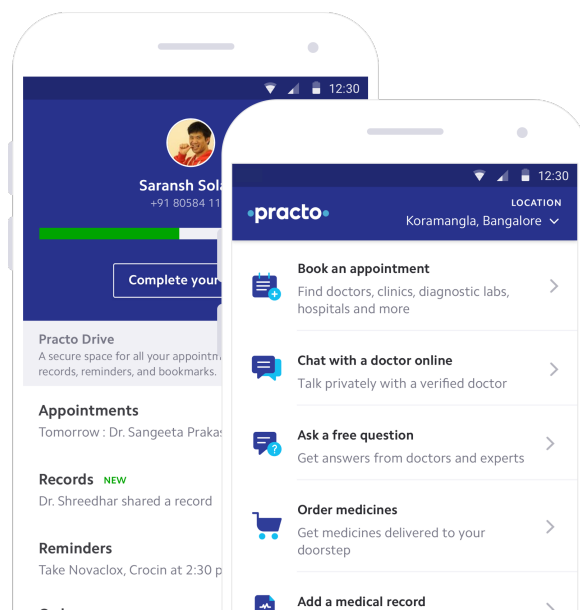 12:30
Saransh Sola
+91 80584 11
Complete your
Practo Drive
A secure space for all your appointm
records, reminders, and bookmarks.
Appointments
Tomorrow : Dr. Sangeeta Prakas
Records NEW
Dr. Shreedhar shared a record
Reminders
Take Novaclox, Crocin at 2:30 p
12:30
practo
LOCATION
Koramangla, Bangalore
Book an appointment
Find doctors, clinics, diagnostic labs,
hospitals and more
Chat with a doctor online
Talk privately with a verified doctor
Ask a free question
Get answers from doctors and experts
Order medicines
Get medicines delivered to your
doorstep
Add a medical record